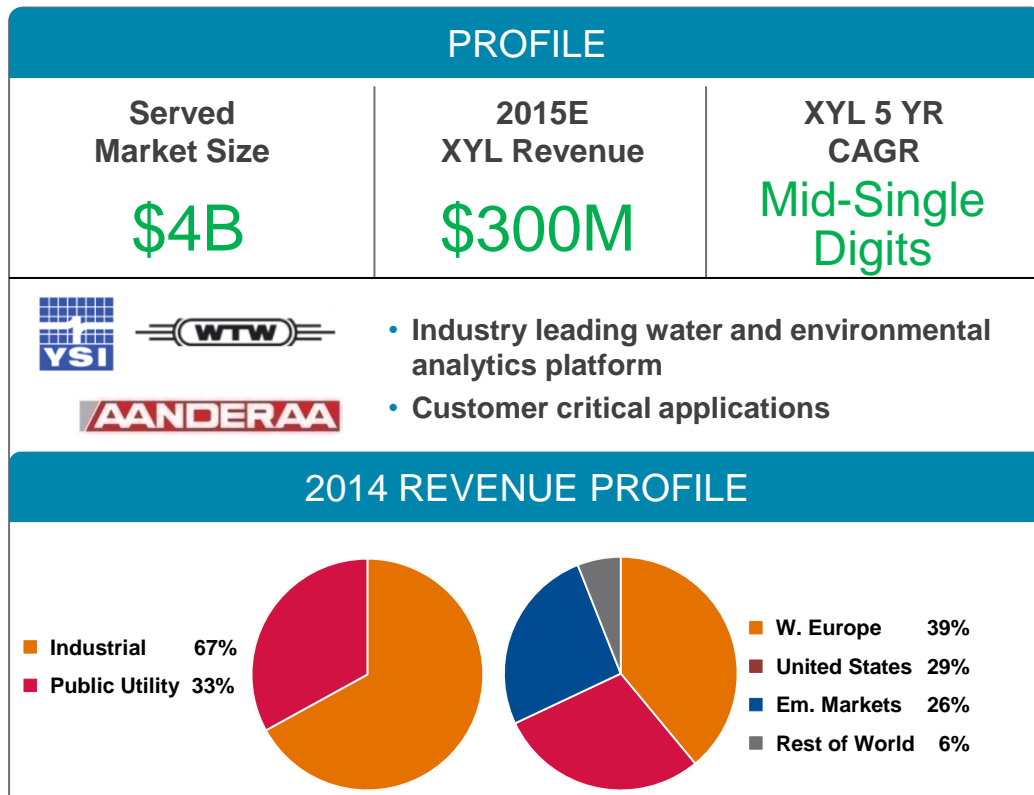 PROFILE
Served
Market Size
$4B
2015E
XYL Revenue
$300M
XYL 5 YR
CAGR
Mid-Single
Digits
YSI
WTW
AANDERAA
• Industry leading water and environmental
analytics platform
• Customer critical applications
2014 REVENUE PROFILE
Industrial 67%
Public Utility 33%
W. Europe 39%
United States 29%
Em. Markets 26%
Rest of World 6%